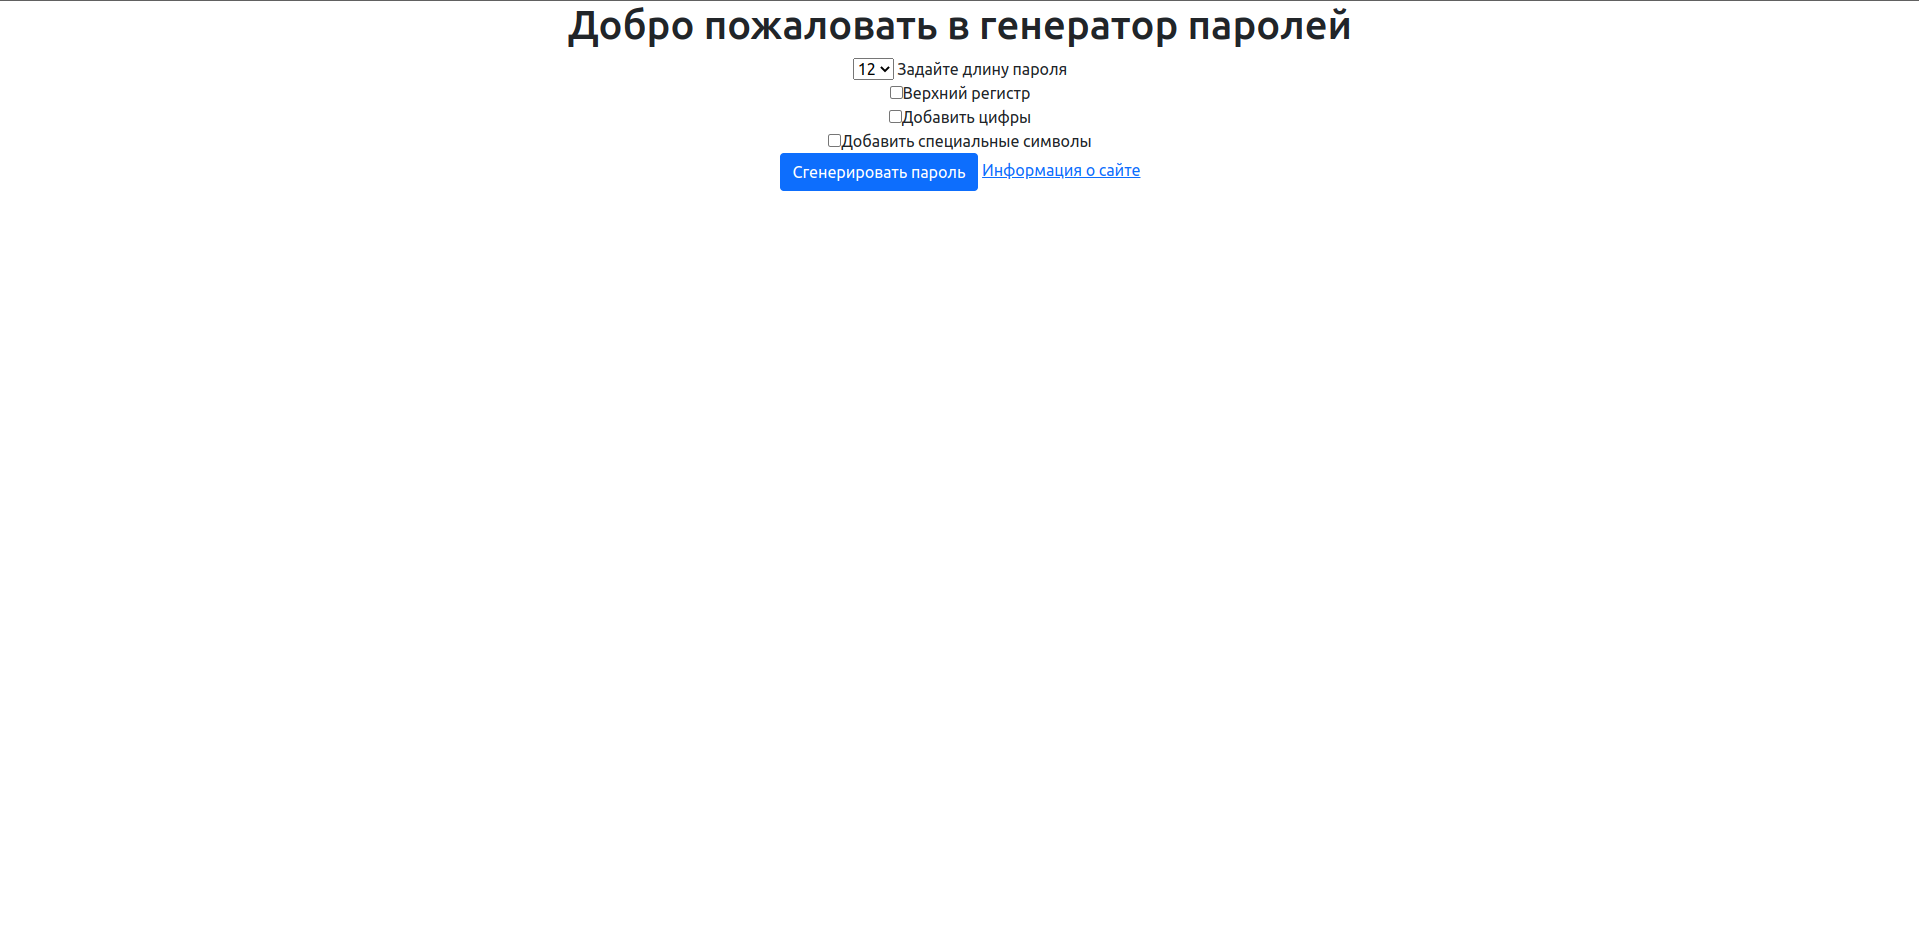 Добро пожаловать в генератор паролей
12 Задайте длину пароля
Верхний регистр
Добавить цифры
Добавить специальные символы
Сгенерировать пароль Информация о сайте